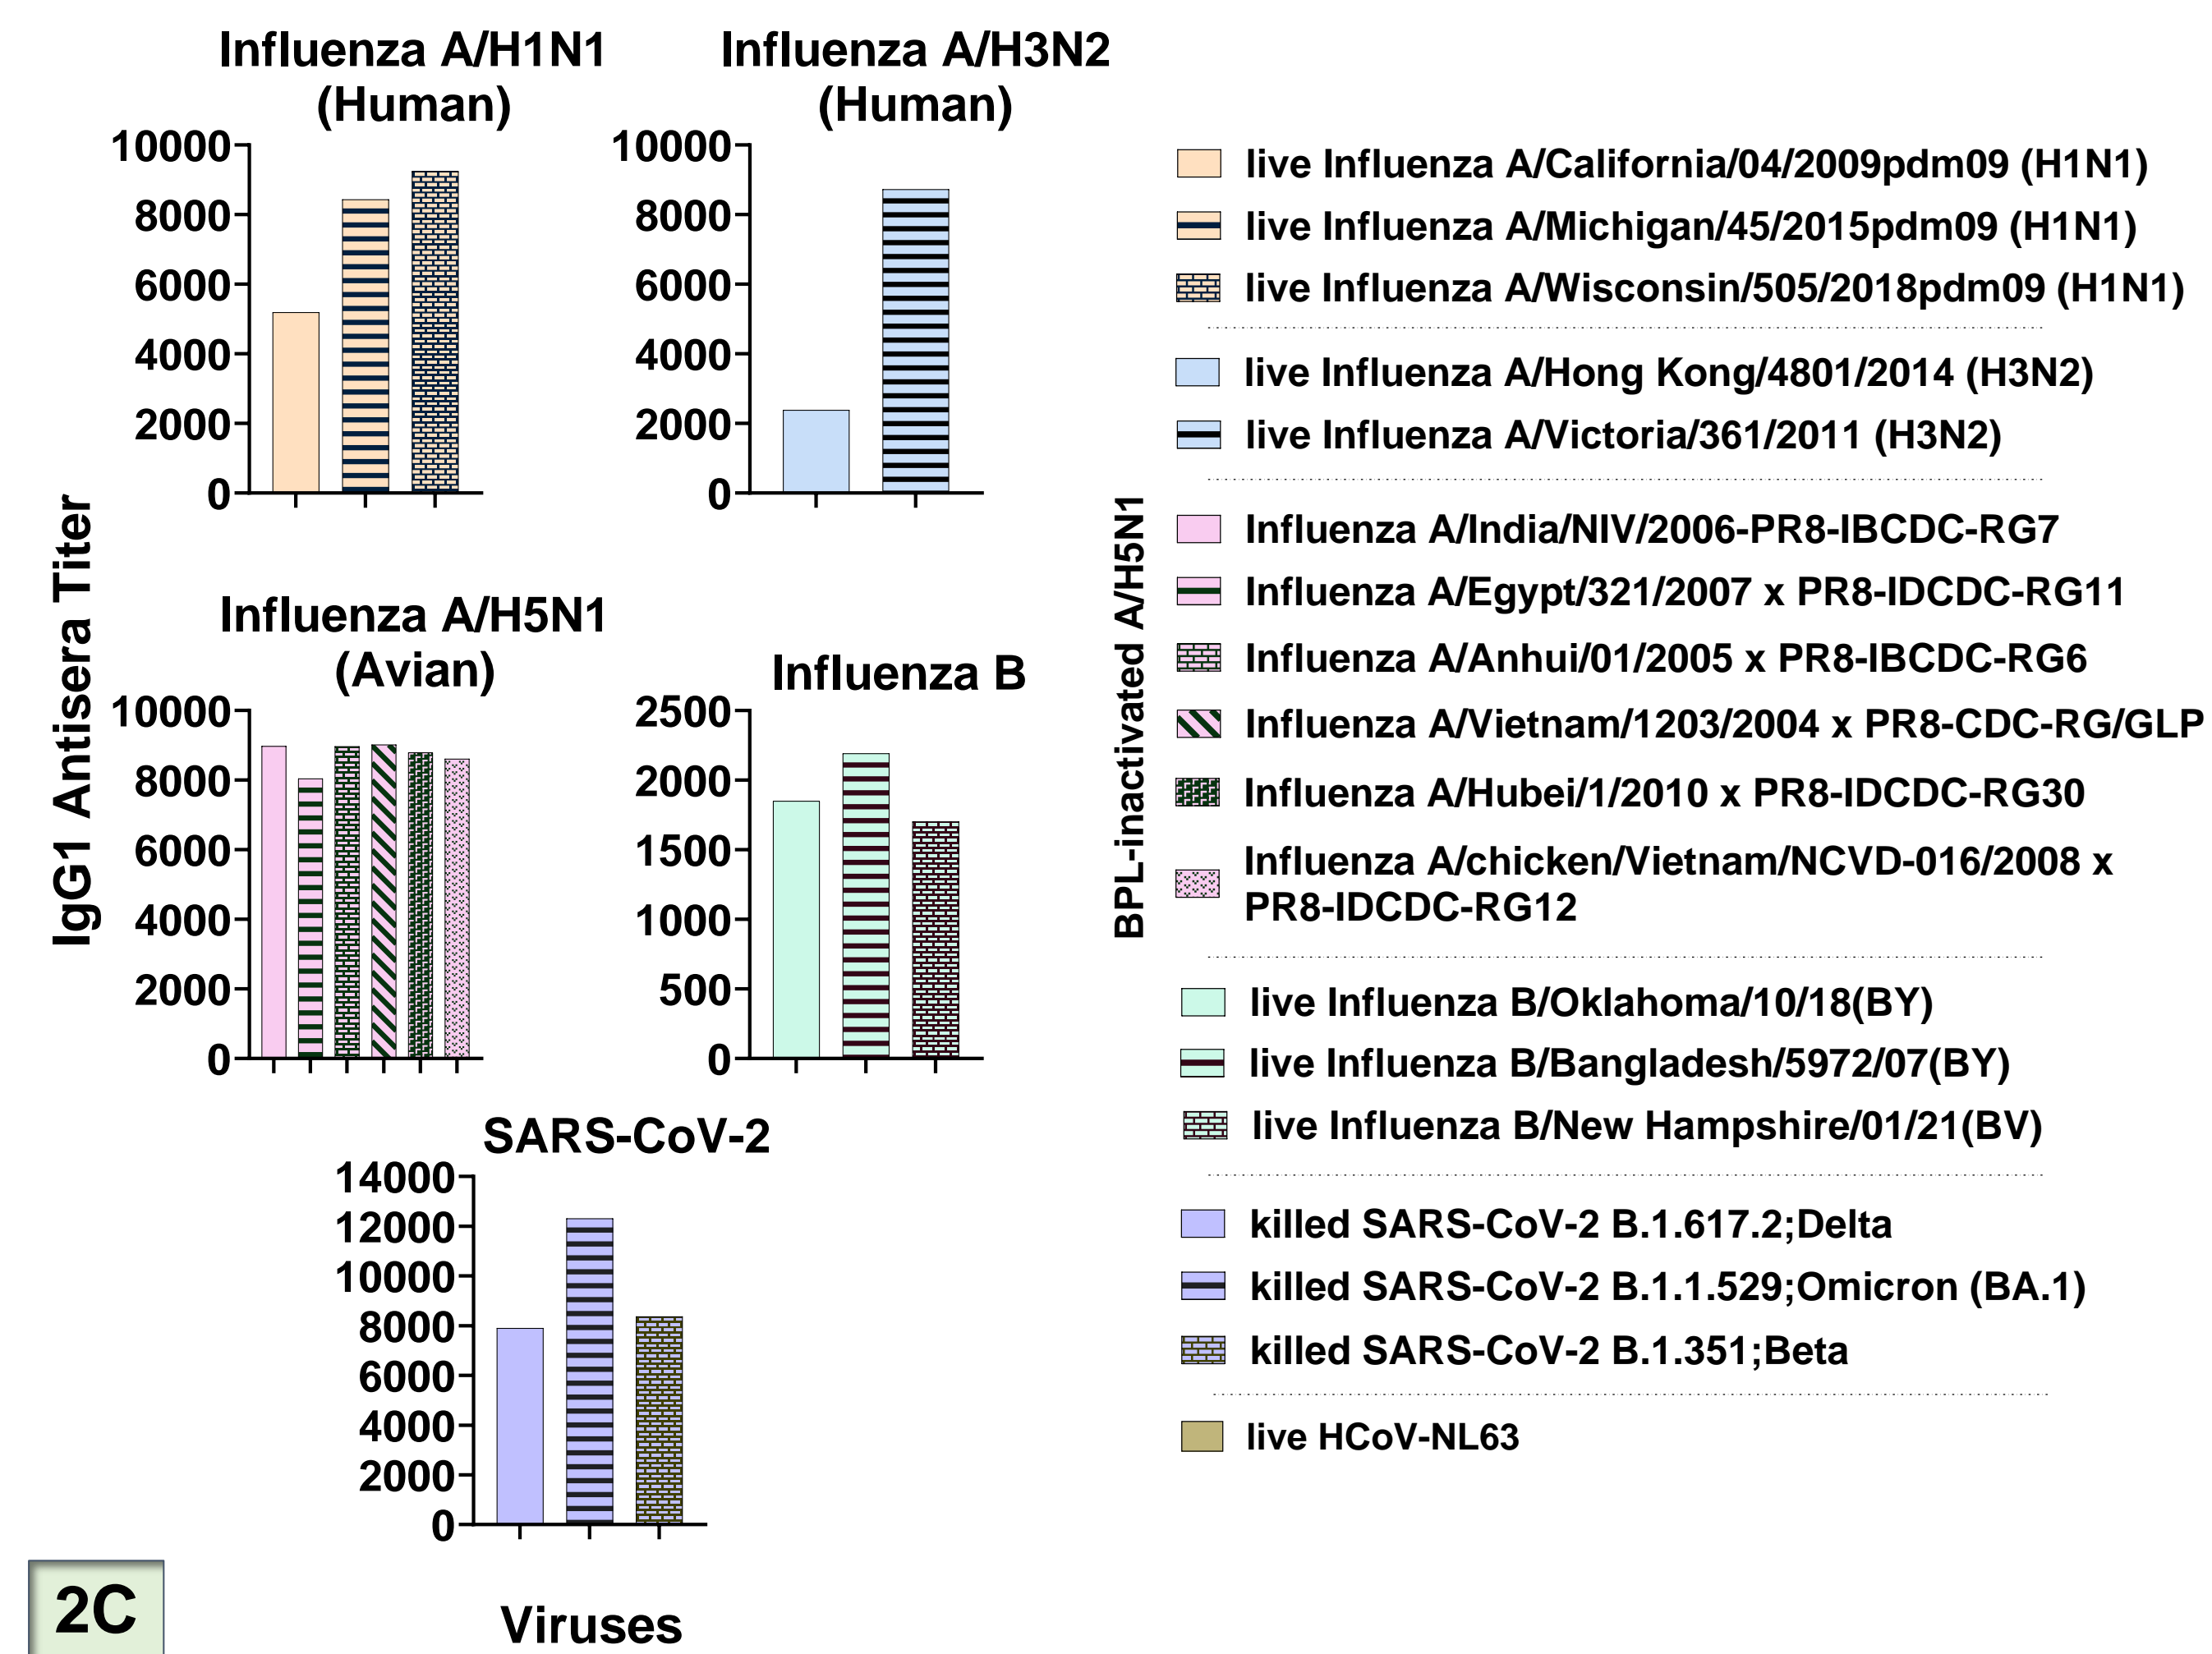 Influenza A/H1N1
(Human)
10000
8000
6000
4000
2000
0
Influenza A/H3N2
(Human)
10000
8000
6000
4000
2000
0
IgG1 Antisera Titer
Influenza A/H5N1
(Avian)
10000
8000
6000
4000
2000
0
Influenza B
2500
2000
1500
1000
500
0
SARS-CoV-2
14000
12000
10000
8000
6000
4000
2000
0
Viruses
2C
live Influenza A/California/04/2009pdm09 (H1N1)
live Influenza A/Michigan/45/2015pdm09 (H1N1)
live Influenza A/Wisconsin/505/2018pdm09 (H1N1)
live Influenza A/Hong Kong/4801/2014 (H3N2)
live Influenza A/Victoria/361/2011 (H3N2)
BPL-inactivated A/H5N1
Influenza A/India/NIV/2006-PR8-IBCDC-RG7
Influenza A/Egypt/321/2007 x PR8-IDCDC-RG11
Influenza A/Anhui/01/2005 x PR8-IBCDC-RG6
Influenza A/Vietnam/1203/2004 x PR8-CDC-RG/GLP
Influenza A/Hubei/1/2010 x PR8-IDCDC-RG30
Influenza A/chicken/Vietnam/NCVD-016/2008 x
PR8-IDCDC-RG12
live Influenza B/Oklahoma/10/18(BY)
live Influenza B/Bangladesh/5972/07(BY)
live Influenza B/New Hampshire/01/21(BV)
killed SARS-CoV-2 B.1.617.2;Delta
killed SARS-CoV-2 B.1.1.529;Omicron (BA.1)
killed SARS-CoV-2 B.1.351;Beta
live HCoV-NL63